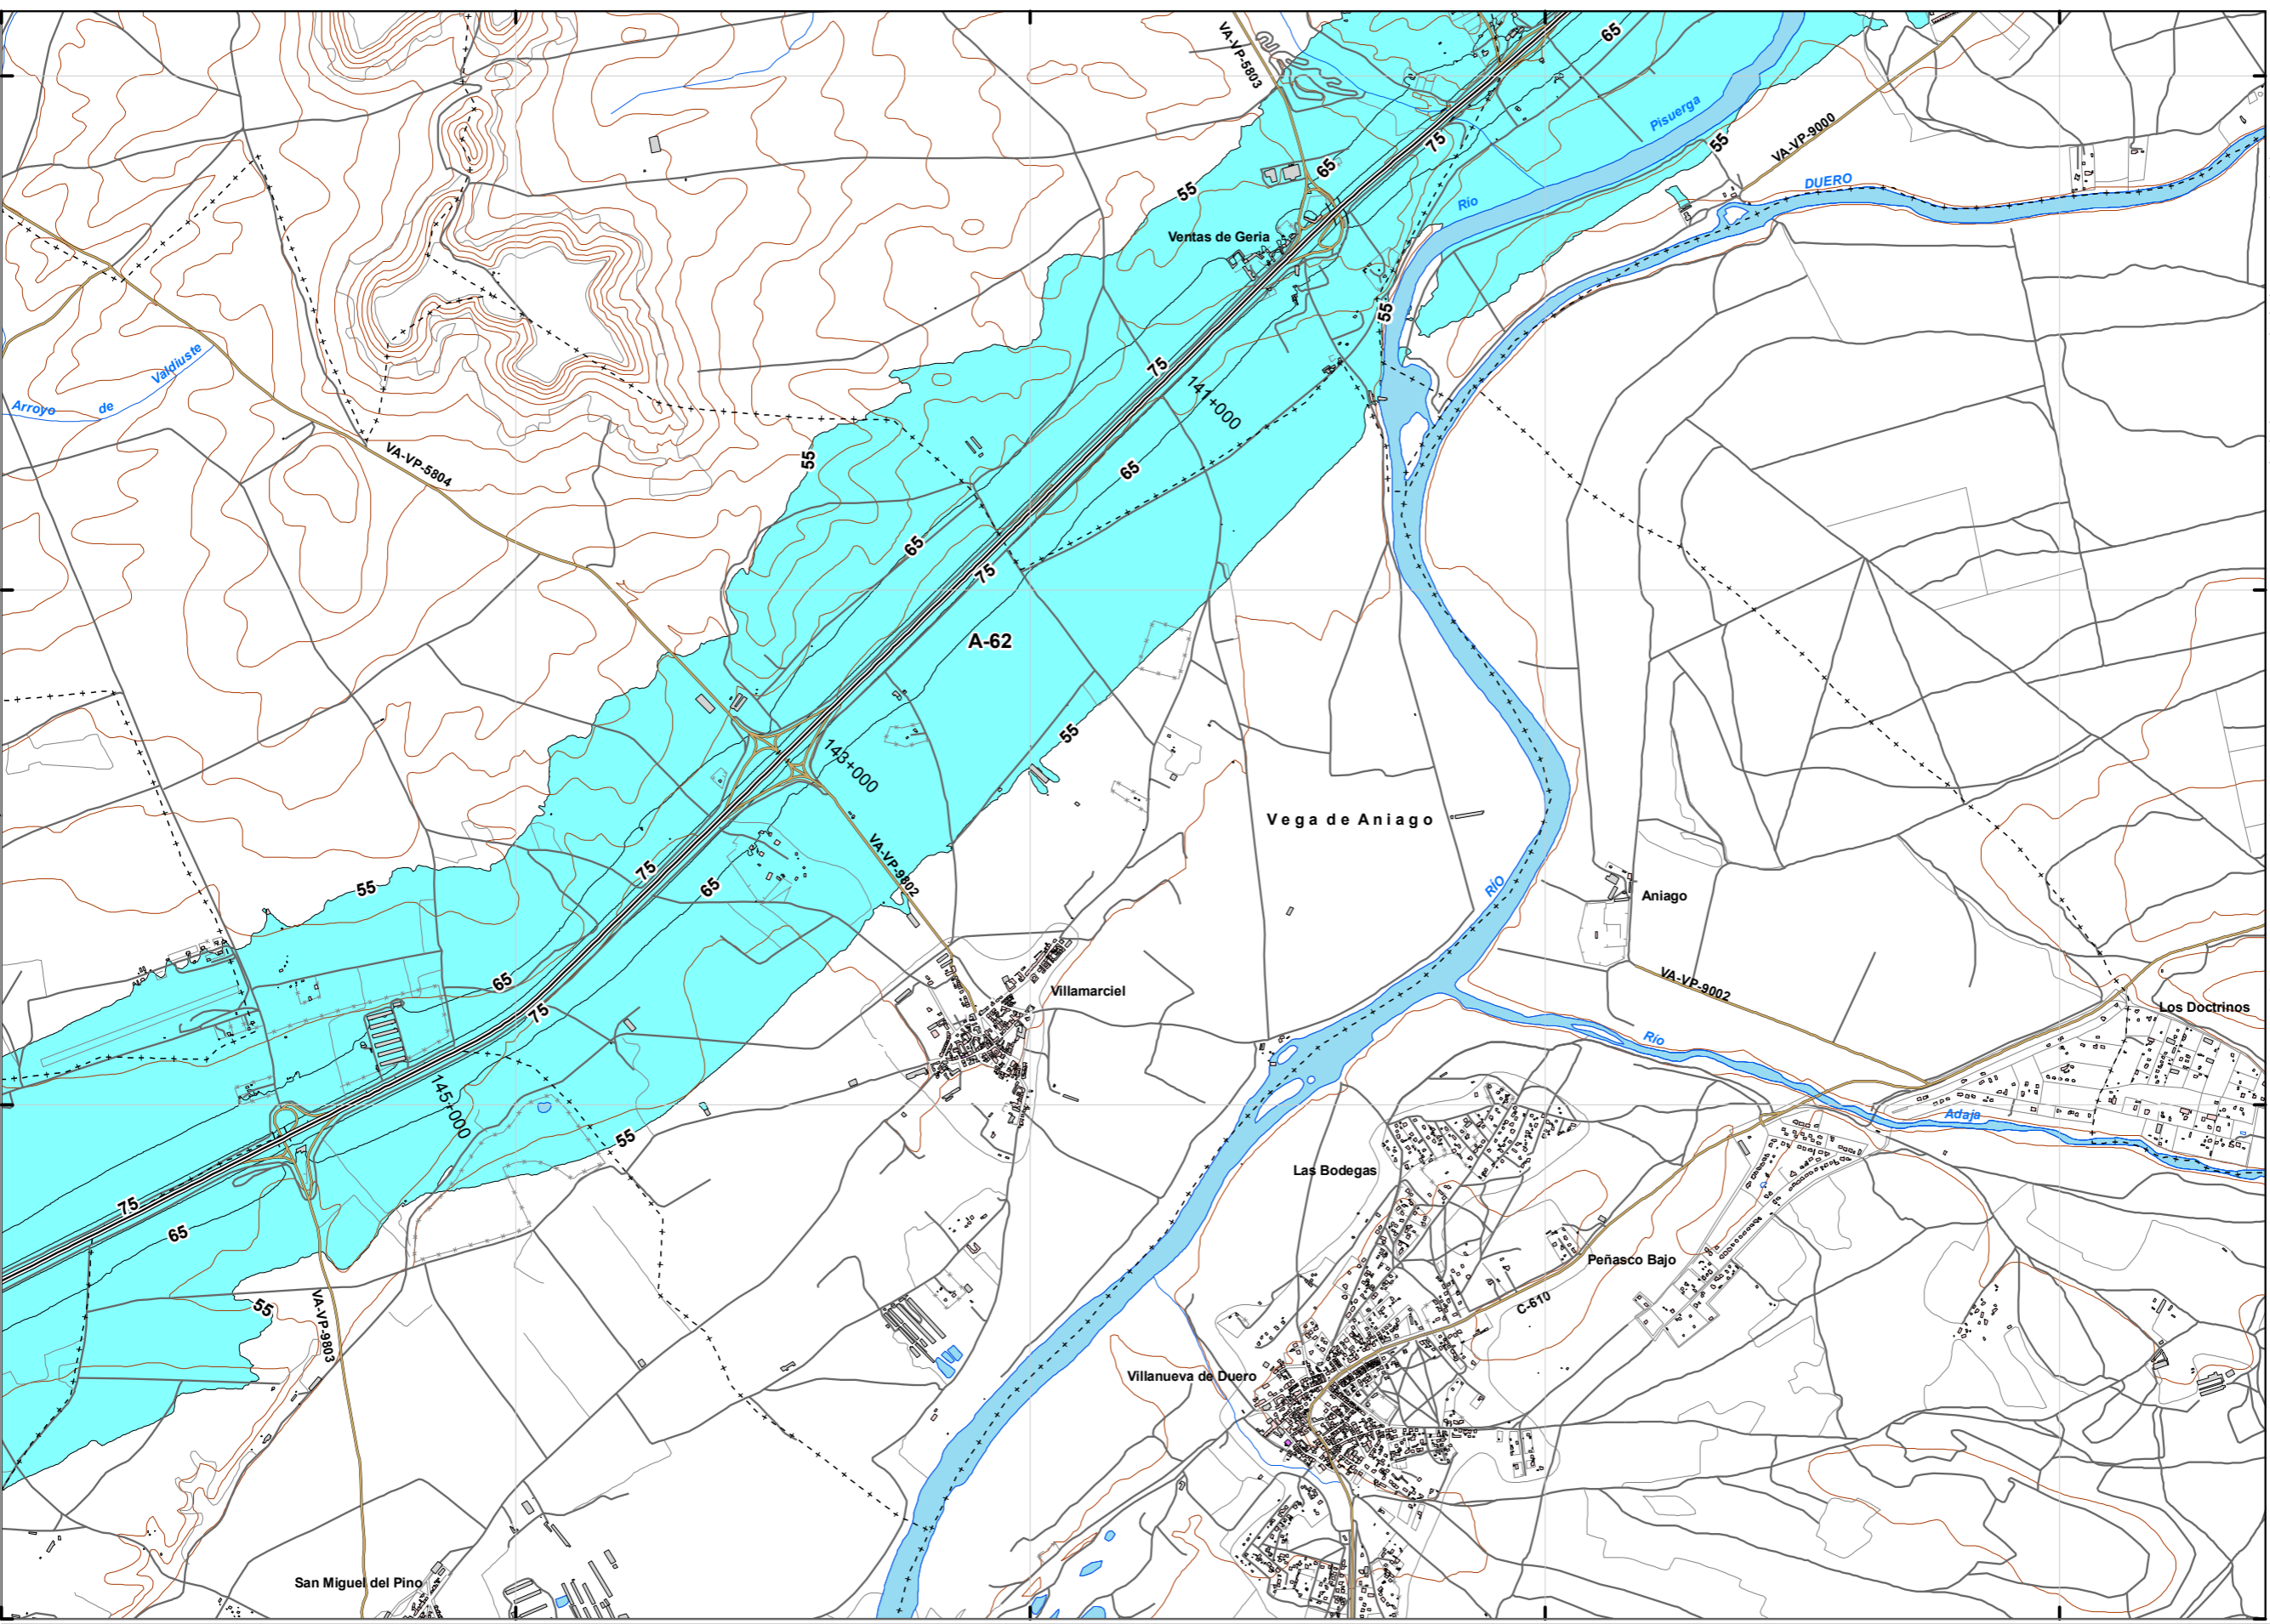 65
VA-VP-5803
Pisuerga
75
55
VA-VP-9000
65
55
DUERO
Río
Ventas de Geria
55
Valdiuste
Arroyo
de
75
141+000
VA-VP-5804
55
65
65
75
A-62
55
143+000
Vega de Aniago
75
VA-VP-9802
65
55
RÍO
Aniago
65
VA-VP-9002
Villamarciel
75
Los Doctrinos
Río
145+000
Adaja
55
Las Bodegas
75
65
Peñasco Bajo
55
VA-VP-9803
C-610
Villanueva de Duero
San Miguel del Pino